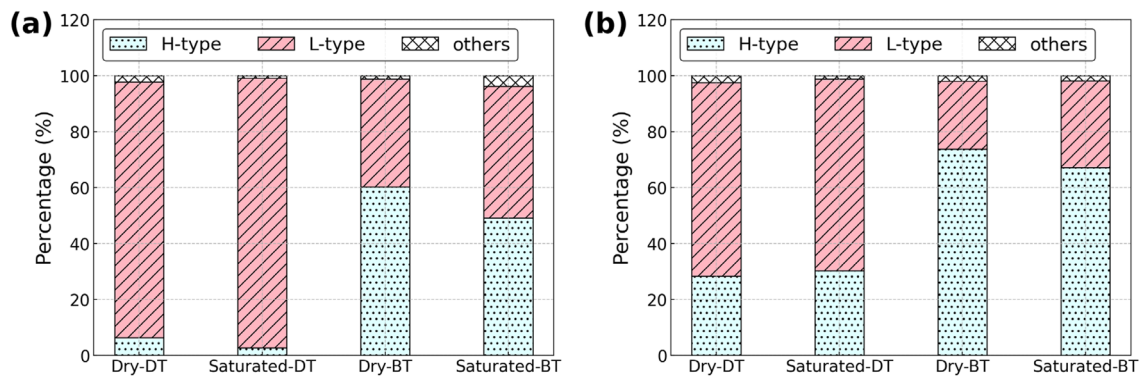 (a)
Percentage (%)
120
100
80
60
40
20
0
H-type L-type others
Dry-DT Saturated-DT Dry-BT Saturated-BT
(b)
Percentage (%)
120
100
80
60
40
20
0
H-type L-type others
Dry-DT Saturated-DT Dry-BT Saturated-BT